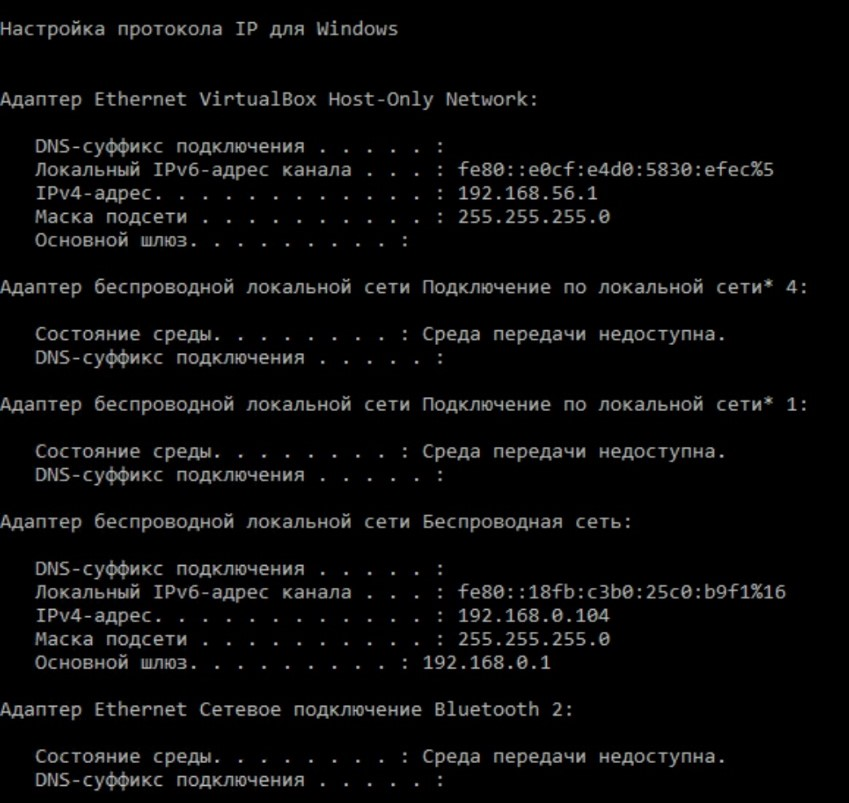 Настройка протокола IP для Windows
Адаптер Ethernet VirtualBox Host-Only Network:
DNS-суффикс подключения . . . . . :
Локальный IPv6-адрес канала . . . : fe80::e0cf:e4d0:5830:efec%5
IPv4-адрес. . . . . . . . . . . . : 192.168.56.1
Маска подсети . . . . . . . . . . : 255.255.255.0
Основной шлюз. . . . . . . . . :
Адаптер беспроводной локальной сети Подключение по локальной сети* 4:
Состояние среды. . . . . . . . : Среда передачи недоступна.
DNS-суффикс подключения . . . . . :
Адаптер беспроводной локальной сети Подключение по локальной сети* 1:
Состояние среды. . . . . . . . : Среда передачи недоступна.
DNS-суффикс подключения . . . . . :
Адаптер беспроводной локальной сети Беспроводная сеть:
DNS-суффикс подключения . . . . . :
Локальный IPv6-адрес канала . . . : fe80::18fb:c3b0:25c0:b9f1%16
IPv4-адрес. . . . . . . . . . . . : 192.168.0.104
Маска подсети . . . . . . . . . . : 255.255.255.0
Основной шлюз. . . . . . . . . : 192.168.0.1
Адаптер Ethernet Сетевое подключение Bluetooth 2:
Состояние среды. . . . . . . . : Среда передачи недоступна.
DNS-суффикс подключения . . . . . :